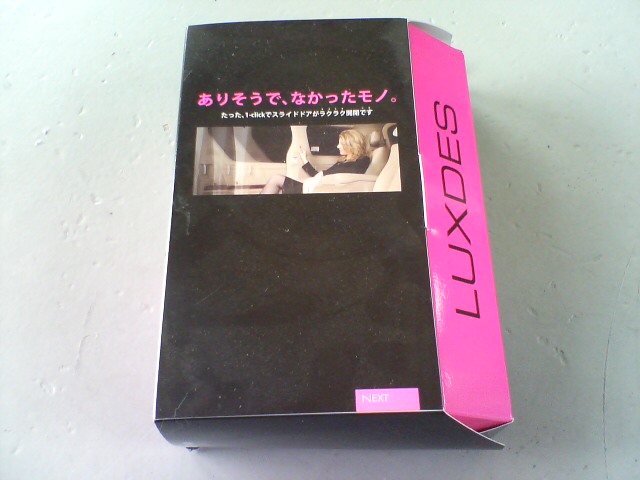 ありそうで、なかったモノ。
たった、1-clickでスライドドアがラクラク開閉です
NEXT
LUXDES